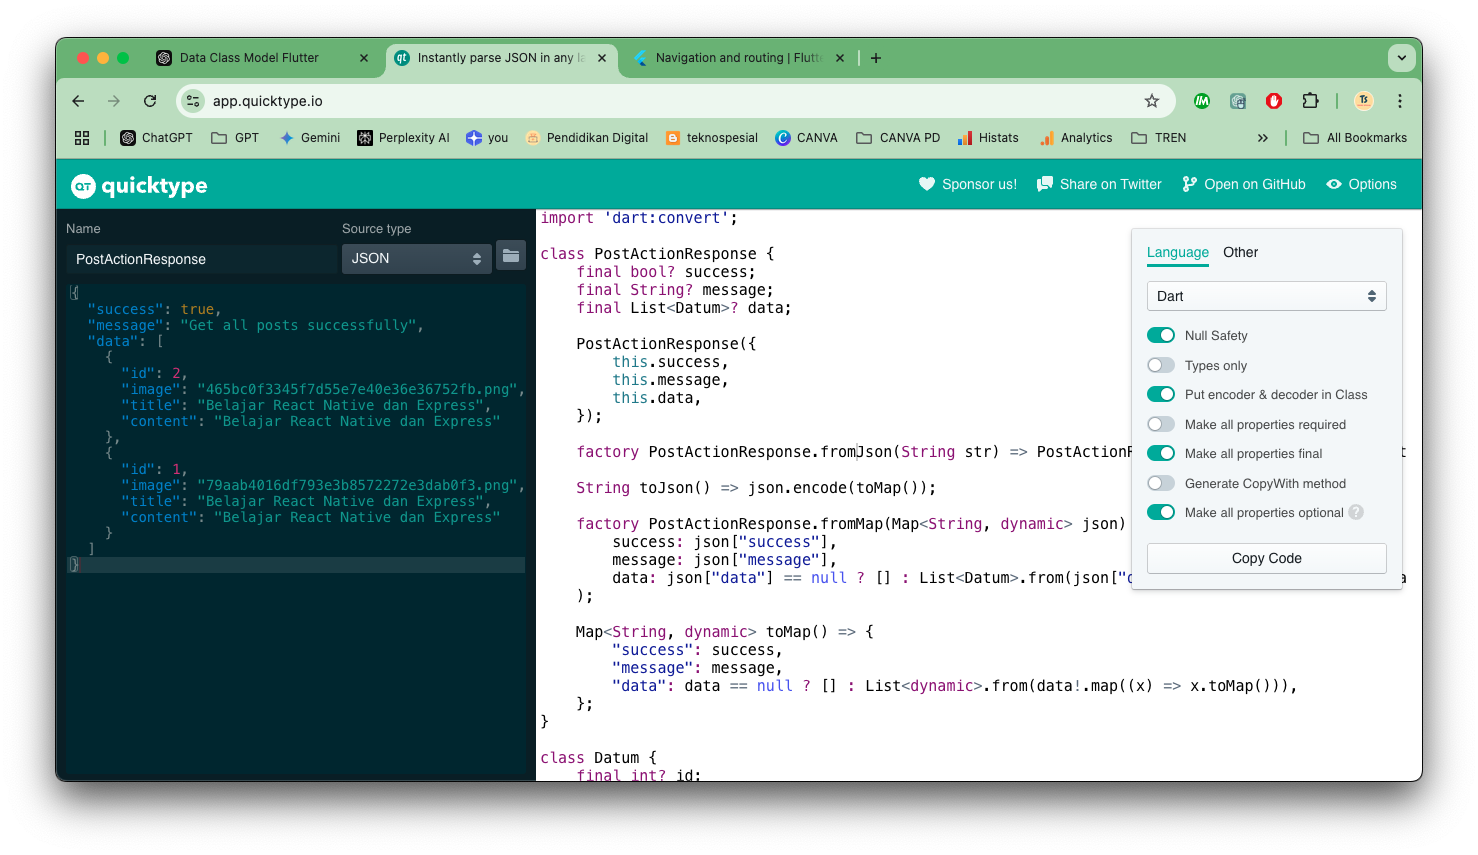 Data Class Model Flutter
Instantly parse JSON in any la
Navigation and routing | Flutt
app.quicktype.io
ChatGPT
GPT
Gemini
Perplexity AI
you
Pendidikan Digital
teknospesial
CANVA
CANVA PD
Histats
Analytics
TREN
All Bookmarks
QT quicktype
Sponsor us!
Share on Twitter
Open on GitHub
Options
Name
Source type
PostActionResponse
JSON
{
  "success": true,
  "message": "Get all posts successfully",
  "data": [
    {
      "id": 2,
      "image": "465bc0f3345f7d55e7e40e36e36752fb.png",
      "title": "Belajar React Native dan Express",
      "content": "Belajar React Native dan Express"
    },
    {
      "id": 1,
      "image": "79aab4016df793e3b8572272e3dab0f3.png",
      "title": "Belajar React Native dan Express",
      "content": "Belajar React Native dan Express"
    }
  ]
}
import 'dart:convert';
class PostActionResponse {
    final bool? success;
    final String? message;
    final List<Datum>? data;
    PostActionResponse({
        this.success,
        this.message,
        this.data,
    });
    factory PostActionResponse.fromJson(String str) => PostActionR
    String toJson() => json.encode(toMap());
    factory PostActionResponse.fromMap(Map<String, dynamic> json)
        success: json["success"],
        message: json["message"],
        data: json["data"] == null ? [] : List<Datum>.from(json["d
    );
    Map<String, dynamic> toMap() => {
        "success": success,
        "message": message,
        "data": data == null ? [] : List<dynamic>.from(data!.map((x) => x.toMap())),
    };
}
class Datum {
    final int? id;
Language
Other
Dart
Null Safety
Types only
Put encoder & decoder in Class
Make all properties required
Make all properties final
Generate CopyWith method
Make all properties optional ?
Copy Code